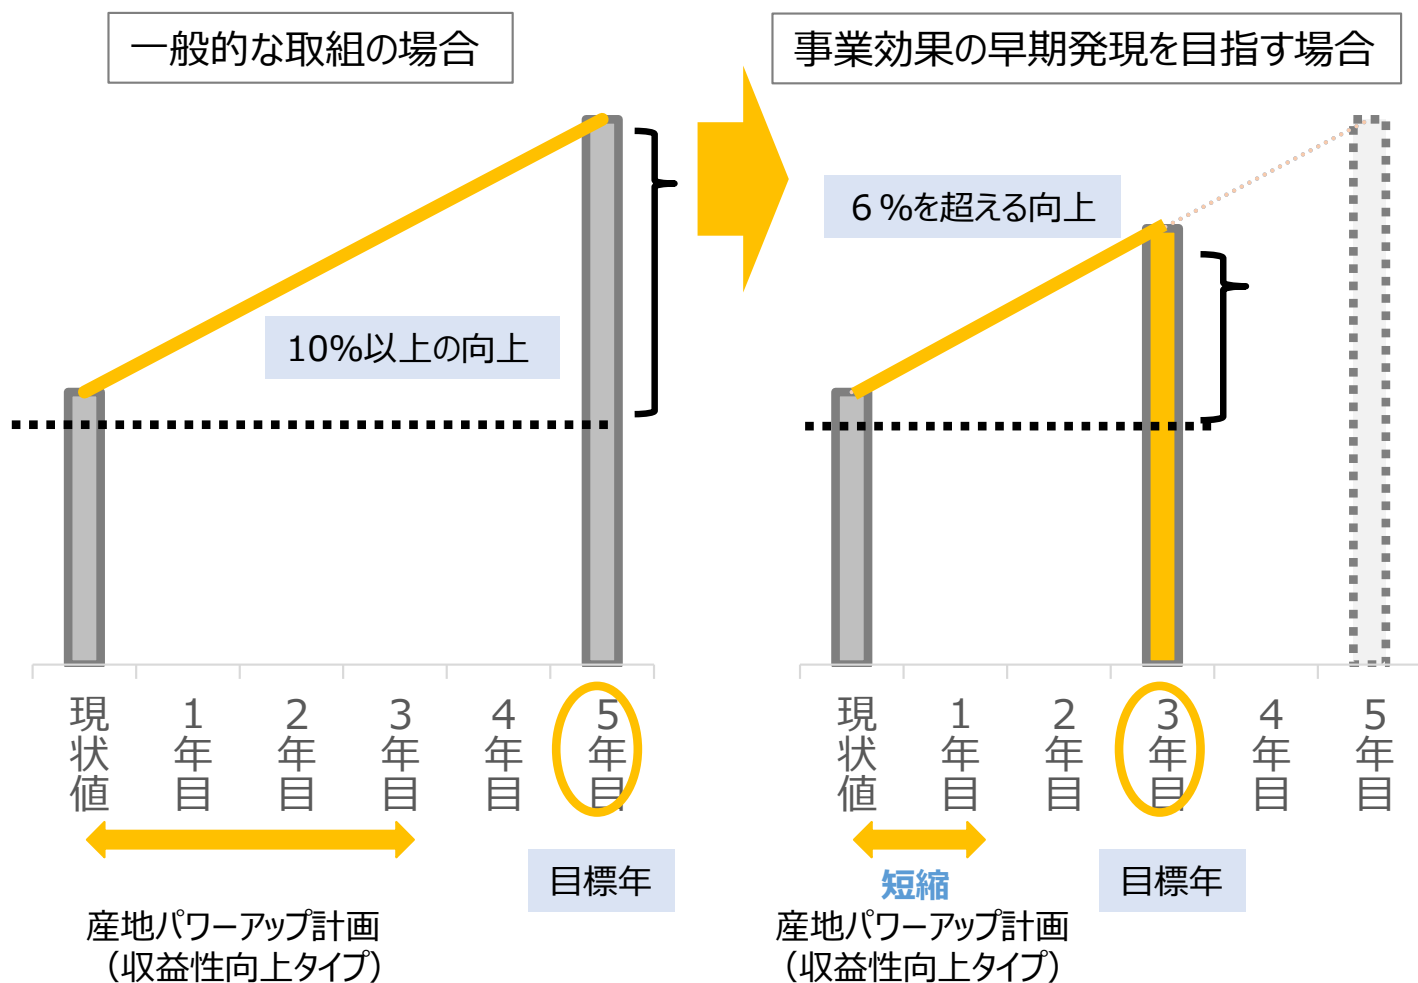 一般的な取組の場合
事業効果の早期発現を目指す場合
10%以上の向上
６%を超える向上
現状値
1年目
2年目
3年目
4年目
5年目
目標年
産地パワーアップ計画
（収益性向上タイプ）
現状値
1年目
2年目
3年目
4年目
5年目
短縮
目標年
産地パワーアップ計画
（収益性向上タイプ）